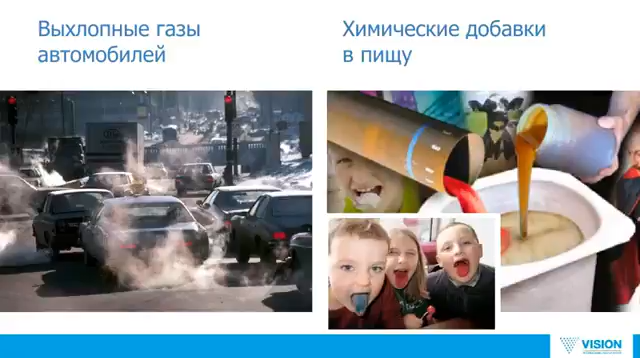 Выхлопные газы
автомобилей
Химические добавки
в пищу
VISION